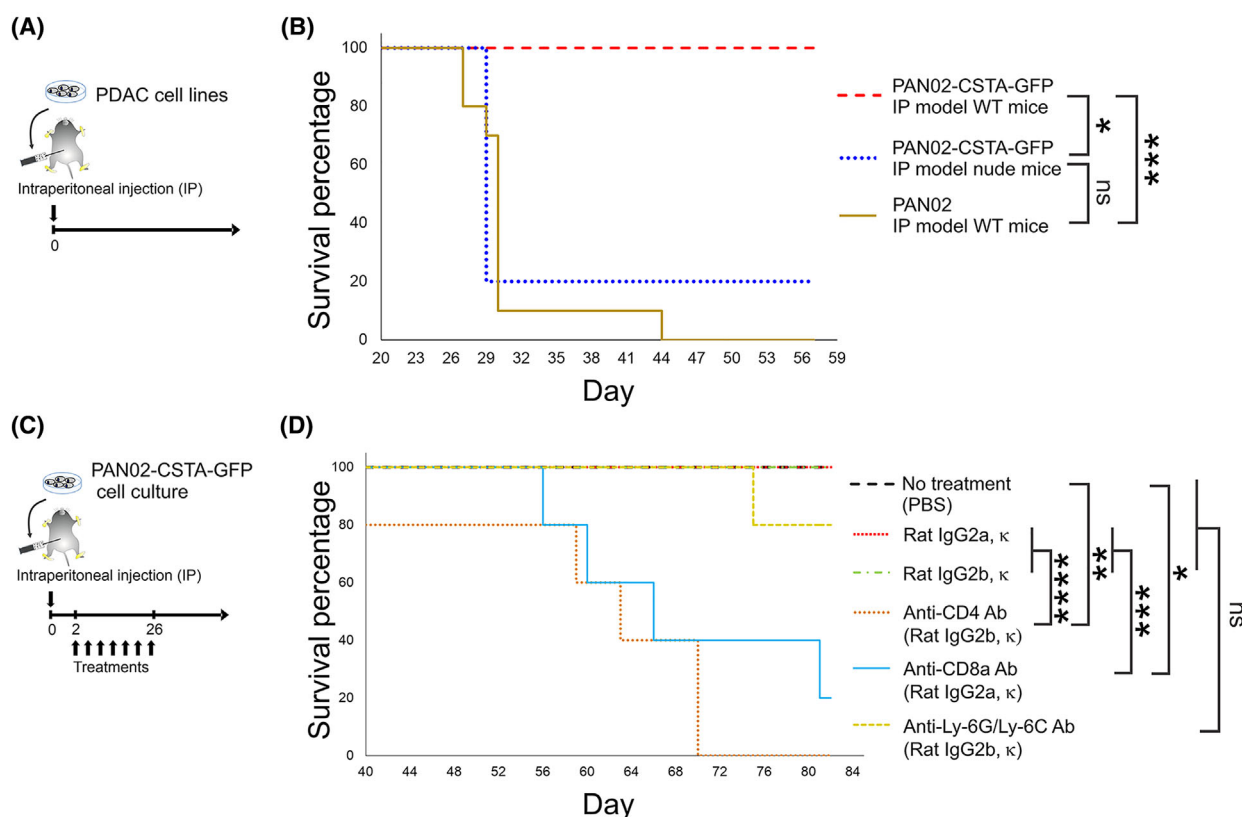 (A)
PDAC cell lines
Intraperitoneal injection (IP)
0
(B)
Survival percentage
100
80
60
40
20
0
20 23 26 29 32 35 38 41 44 47 50 53 56 59
Day
PAN02-CSTA-GFP
IP model WT mice
PAN02-CSTA-GFP
IP model nude mice
PAN02
IP model WT mice
*
ns
***
(C)
PAN02-CSTA-GFP
cell culture
Intraperitoneal injection (IP)
0 2 26
Treatments
(D)
Survival percentage
100
80
60
40
20
0
40 44 48 52 56 60 64 68 72 76 80 84
Day
No treatment
(PBS)
Rat IgG2a, κ
Rat IgG2b, κ
Anti-CD4 Ab
(Rat IgG2b, κ)
Anti-CD8a Ab
(Rat IgG2a, κ)
Anti-Ly-6G/Ly-6C Ab
(Rat IgG2b, κ)
****
**
***
*
ns